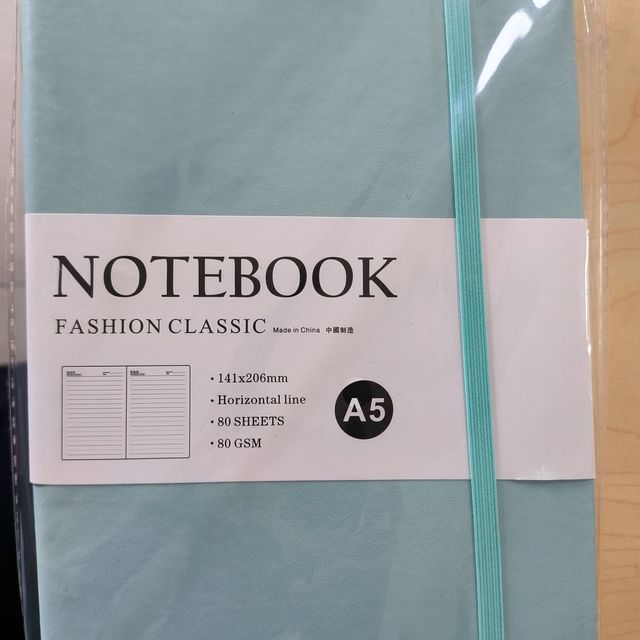 NOTEBOOK
FASHION CLASSIC Made in China 中國制造
• 141x206mm
• Horizontal line
• 80 SHEETS
• 80 GSM
A5